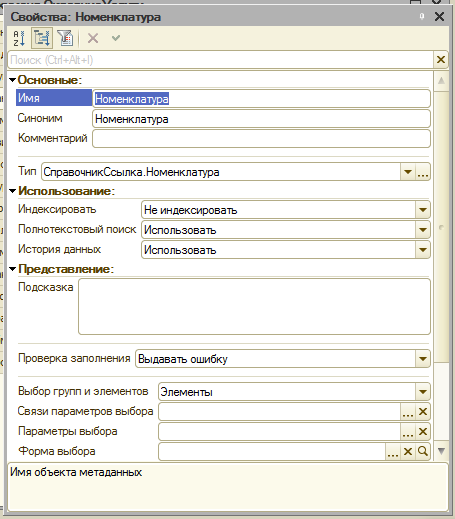 Свойства: Номенклатура
Поиск (Ctrl+Alt+I)
Основные:
Имя Номенклатура
Синоним Номенклатура
Комментарий
Тип СправочникСсылка.Номенклатура ...
Использование:
Индексировать Не индексировать
Полнотекстовый поиск Использовать
История данных Использовать
Представление:
Подсказка
Проверка заполнения Выдавать ошибку
Выбор групп и элементов Элементы
Связи параметров выбора ...
Параметры выбора ...
Форма выбора ...
Имя объекта метаданных